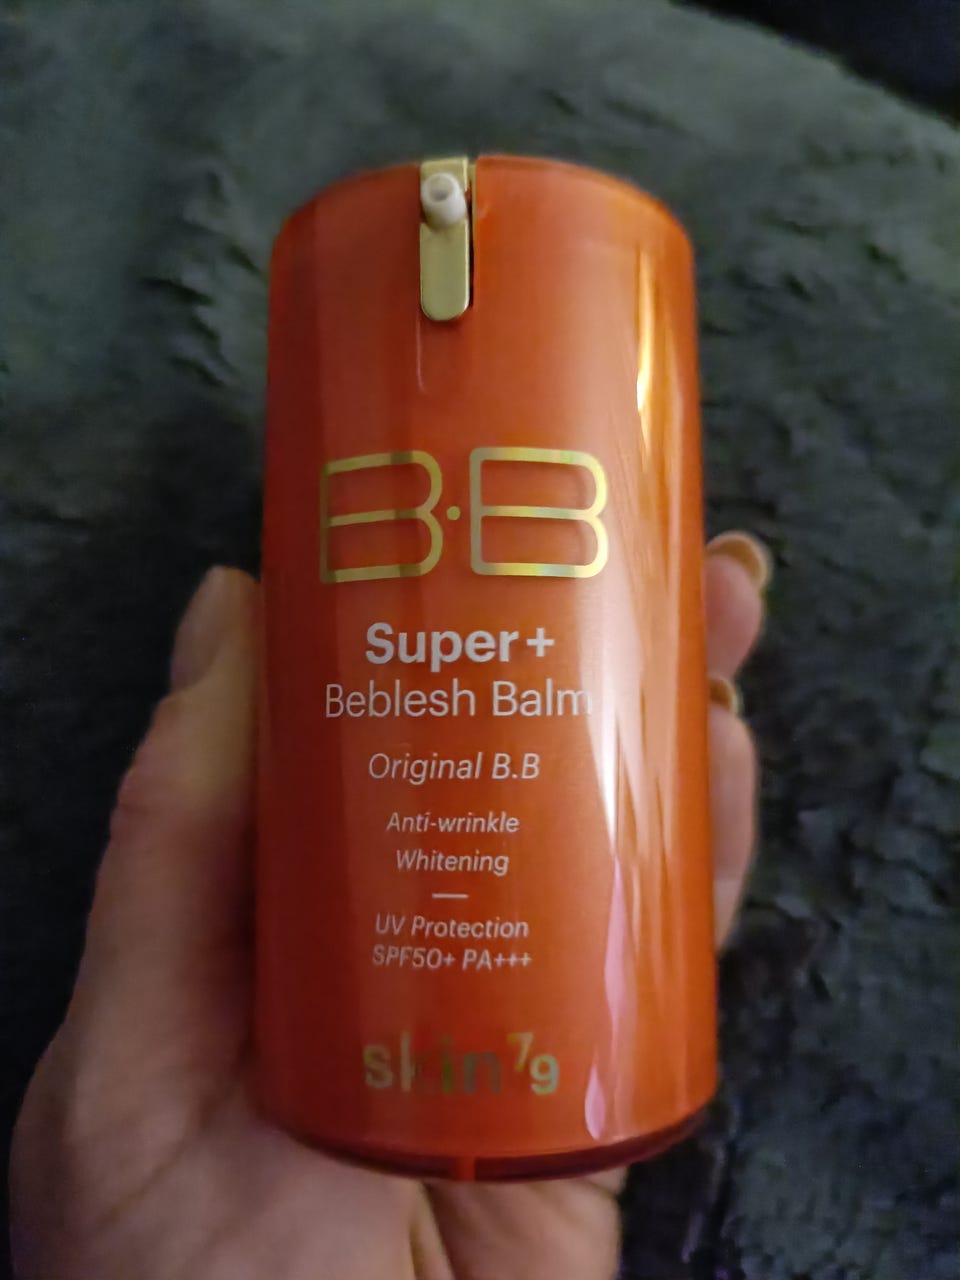 B·B
Super+
Beblesh Balm
Original B.B
Anti-wrinkle
Whitening
UV Protection
SPF50+ PA+++
skin79